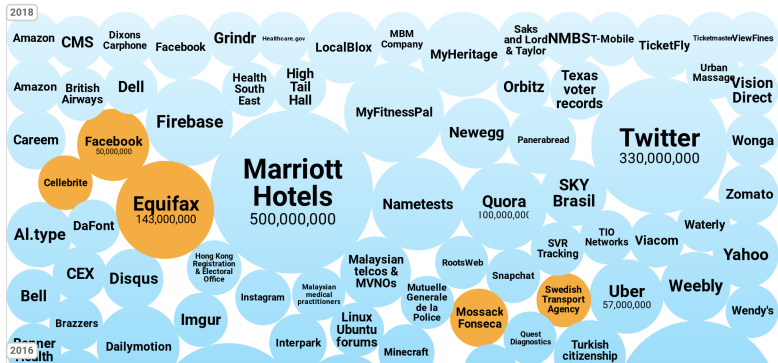 2018
Amazon
CMS
Dixons
Carphone
Facebook
Grindr
Healthcare.gov
LocalBlox
MBM
Company
MyHeritage
Saks
and Lord
& Taylor
NMBS
T-Mobile
TicketFly
Ticketmaster
ViewFines
Amazon
British
Airways
Dell
Health
South
East
High
Tail
Hall
Orbitz
Texas
voter
records
Urban
Massage
Vision
Direct
Careem
Facebook
50,000,000
Firebase
MyFitnessPal
Newegg
Panerabread
Twitter
330,000,000
Wonga
Cellebrite
Equifax
143,000,000
Marriott
Hotels
500,000,000
Nametests
Quora
100,000,000
SKY
Brasil
Zomato
AI.type
DaFont
Hong Kong
Registration
& Electoral
Office
Malaysian
telcos &
MVNOs
RootsWeb
SVR
Tracking
TIO
Networks
Viacom
Waterly
Yahoo
CEX
Disqus
Snapchat
Bell
Instagram
Malaysian
medical
practitioners
Mutuelle
Generale
de la
Police
Mossack
Fonseca
Swedish
Transport
Agency
Uber
57,000,000
Weebly
Wendy's
Brazzers
Imgur
Linux
Ubuntu
forums
Quest
Diagnostics
2016
Banner
Health
Dailymotion
Interpark
Minecraft
Turkish
citizenship